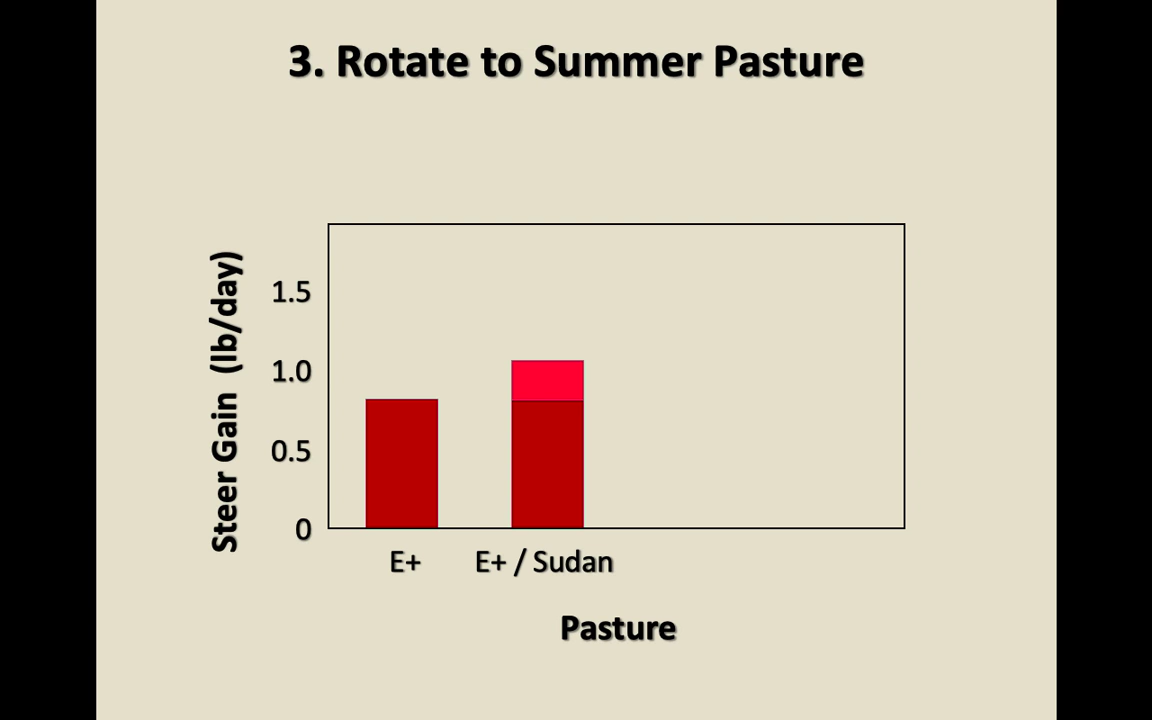 3. Rotate to Summer Pasture
Steer Gain (lb/day)
1.5
1.0
0.5
0
E+
E+ / Sudan
Pasture